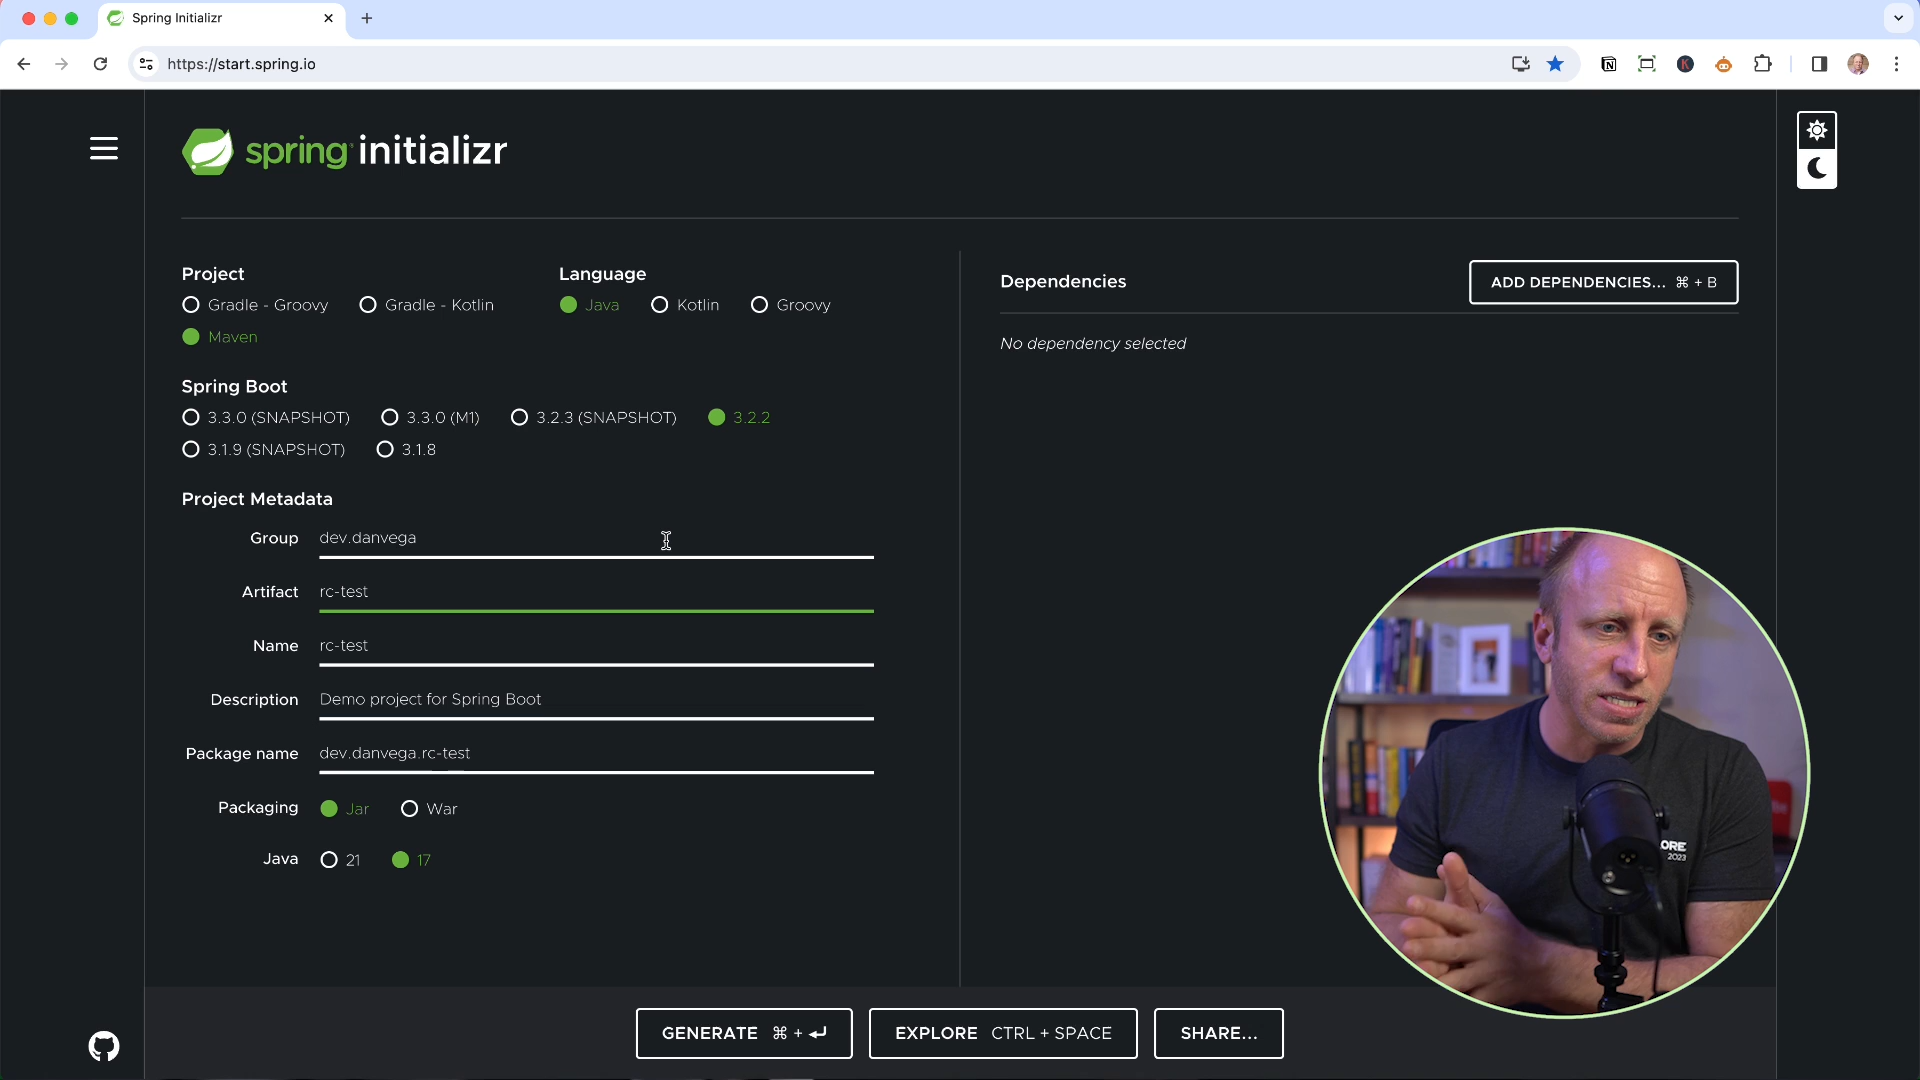 Spring Initializr
https://start.spring.io
spring initializr
Project
Gradle - Groovy
Gradle - Kotlin
Maven
Language
Java
Kotlin
Groovy
Spring Boot
3.3.0 (SNAPSHOT)
3.3.0 (M1)
3.2.3 (SNAPSHOT)
3.2.2
3.1.9 (SNAPSHOT)
3.1.8
Project Metadata
Group dev.danvega
Artifact rc-test
Name rc-test
Description Demo project for Spring Boot
Package name dev.danvega.rc-test
Packaging Jar War
Java 21 17
Dependencies
ADD DEPENDENCIES... ⌘ + B
No dependency selected
ORE
2023
GENERATE ⌘ + ↵
EXPLORE CTRL + SPACE
SHARE...